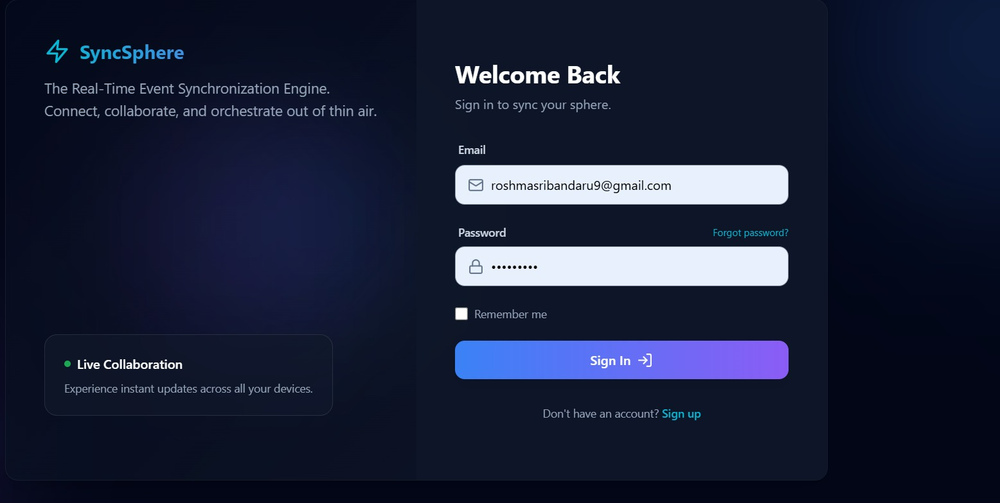 SyncSphere
The Real-Time Event Synchronization Engine.
Connect, collaborate, and orchestrate out of thin air.
Live Collaboration
Experience instant updates across all your devices.
Welcome Back
Sign in to sync your sphere.
Email
roshmasribandaru9@gmail.com
Password Forgot password?
•••••••••
Remember me
Sign In
Don't have an account? Sign up